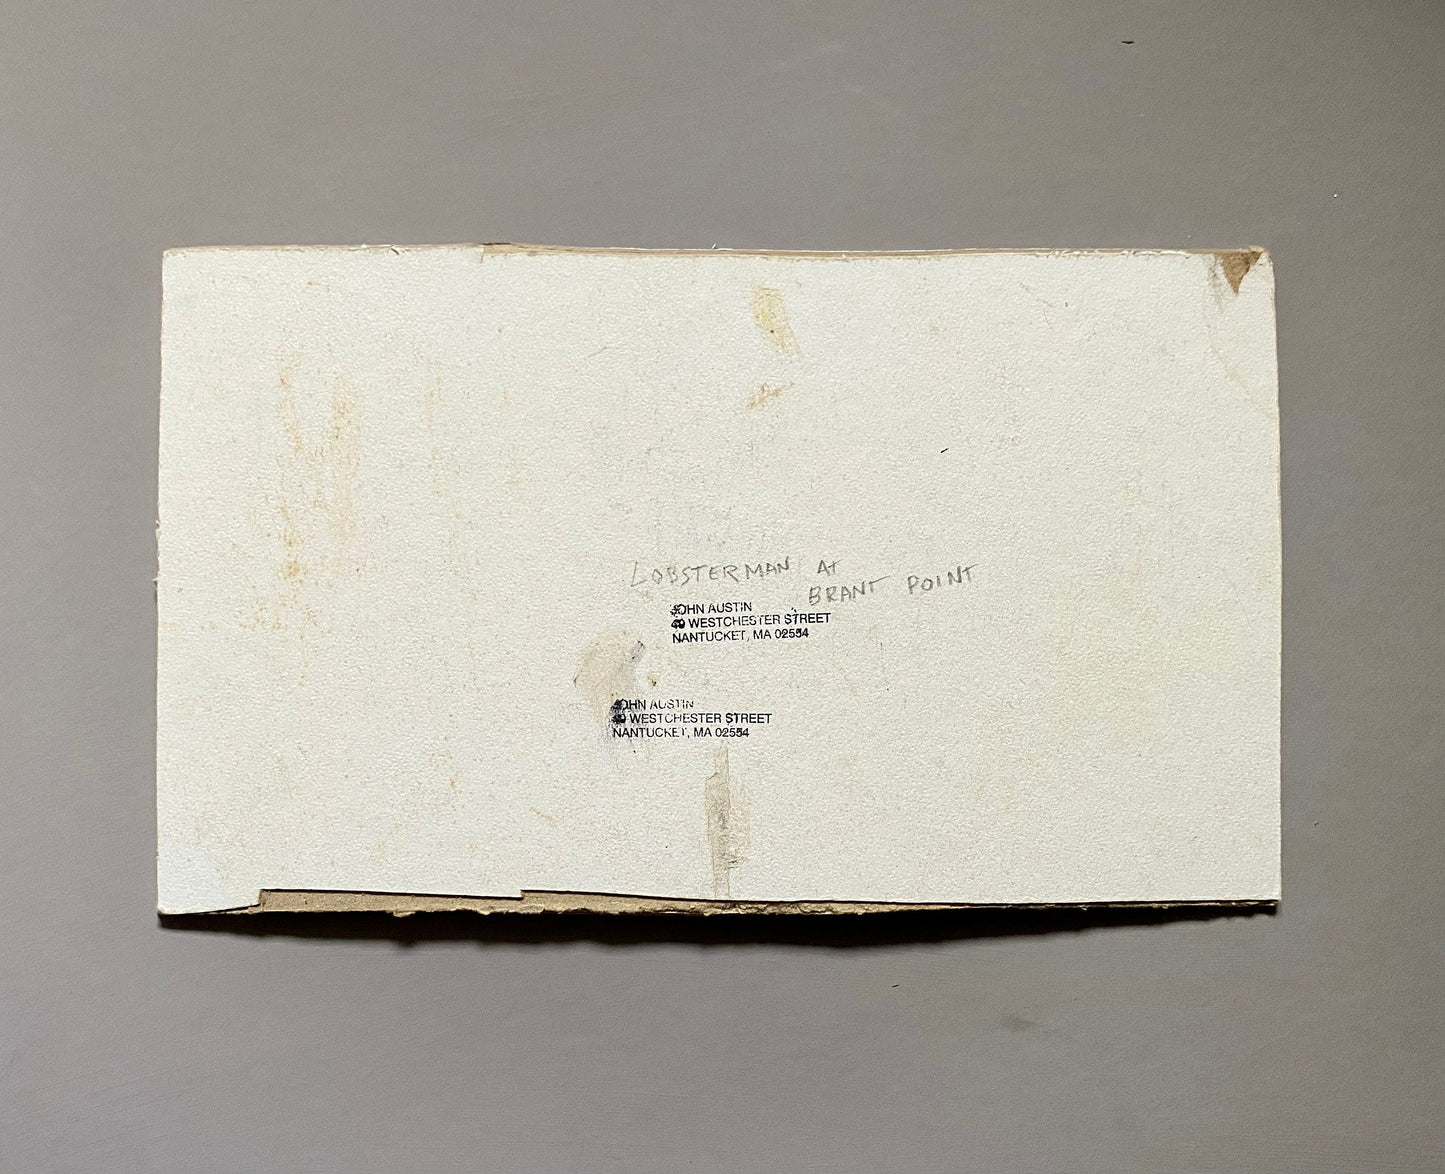 LOBSTERMAN AT
BRANT POINT
JOHN AUSTIN
WESTCHESTER STREET
NANTUCKET, MA 02554
JOHN AUSTIN
WESTCHESTER STREET
NANTUCKET, MA 02554